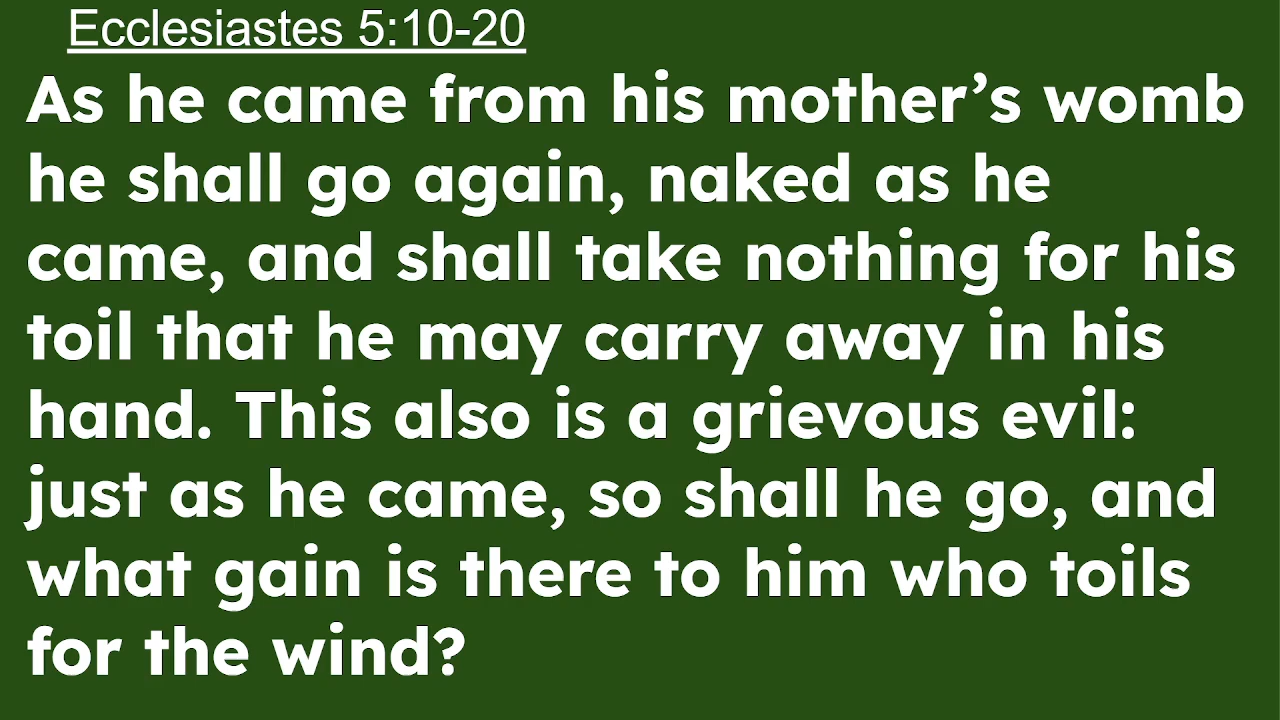 Ecclesiastes 5:10-20
As he came from his mother’s womb
he shall go again, naked as he
came, and shall take nothing for his
toil that he may carry away in his
hand. This also is a grievous evil:
just as he came, so shall he go, and
what gain is there to him who toils
for the wind?